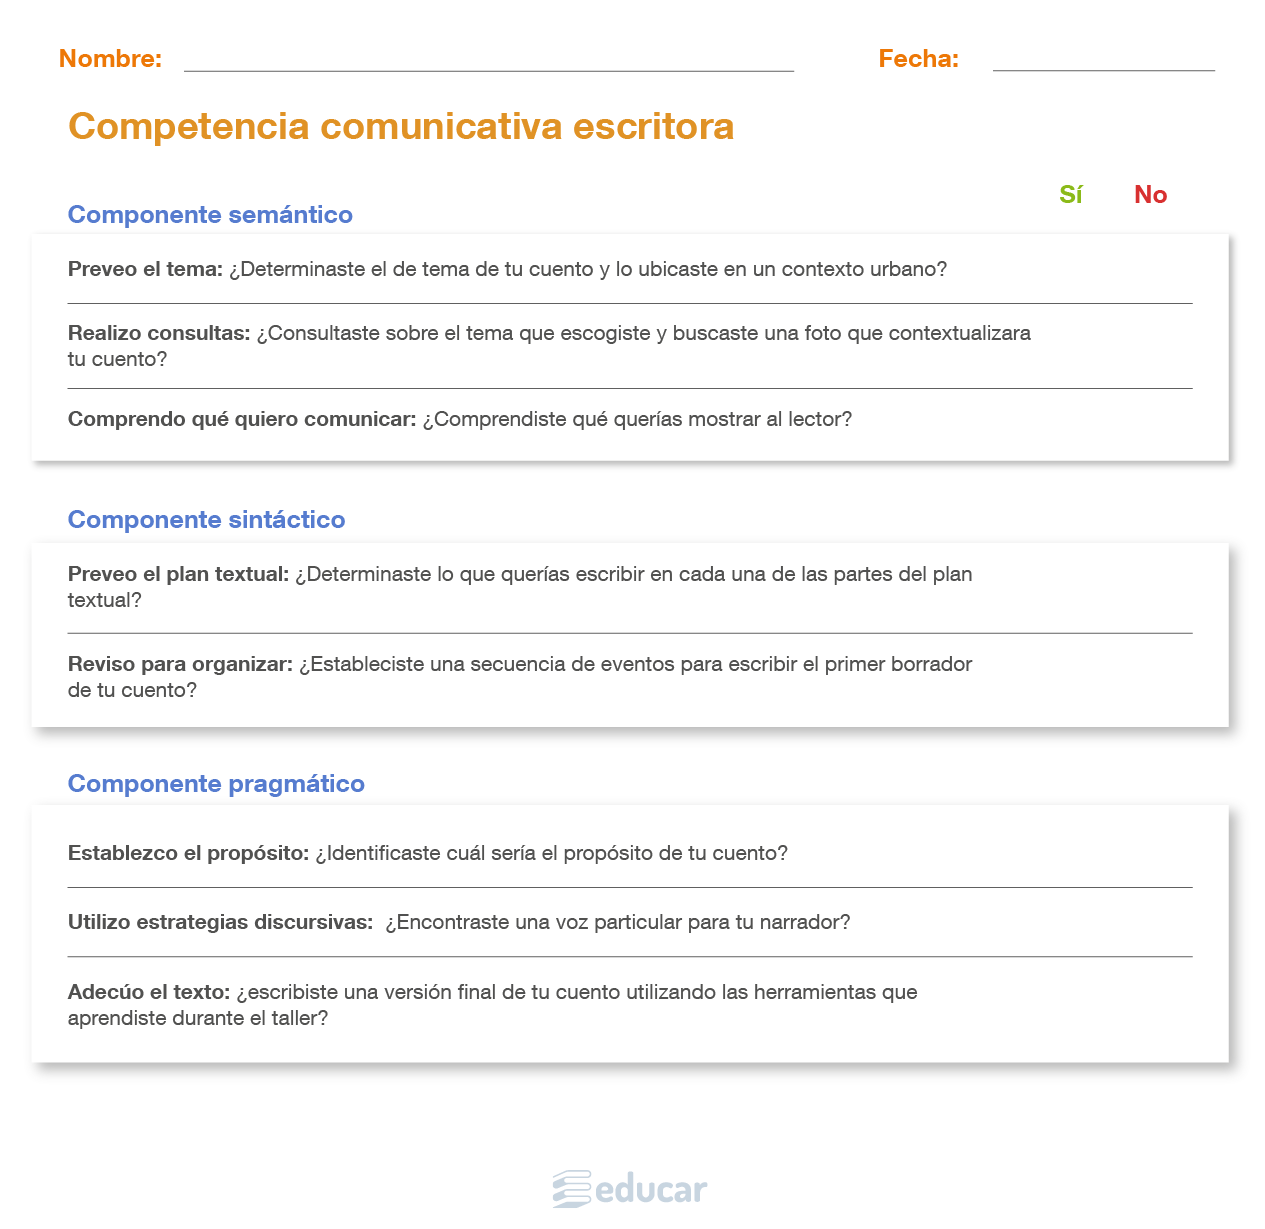 Nombre:
Fecha:
Competencia comunicativa escritora
Sí No
Componente semántico
Preveo el tema: ¿Determinaste el de tema de tu cuento y lo ubicaste en un contexto urbano?
Realizo consultas: ¿Consultaste sobre el tema que escogiste y buscaste una foto que contextualizara
tu cuento?
Comprendo qué quiero comunicar: ¿Comprendiste qué querías mostrar al lector?
Componente sintáctico
Preveo el plan textual: ¿Determinaste lo que querías escribir en cada una de las partes del plan
textual?
Reviso para organizar: ¿Estableciste una secuencia de eventos para escribir el primer borrador
de tu cuento?
Componente pragmático
Establezco el propósito: ¿Identificaste cuál sería el propósito de tu cuento?
Utilizo estrategias discursivas: ¿Encontraste una voz particular para tu narrador?
Adecúo el texto: ¿escribiste una versión final de tu cuento utilizando las herramientas que
aprendiste durante el taller?
educar